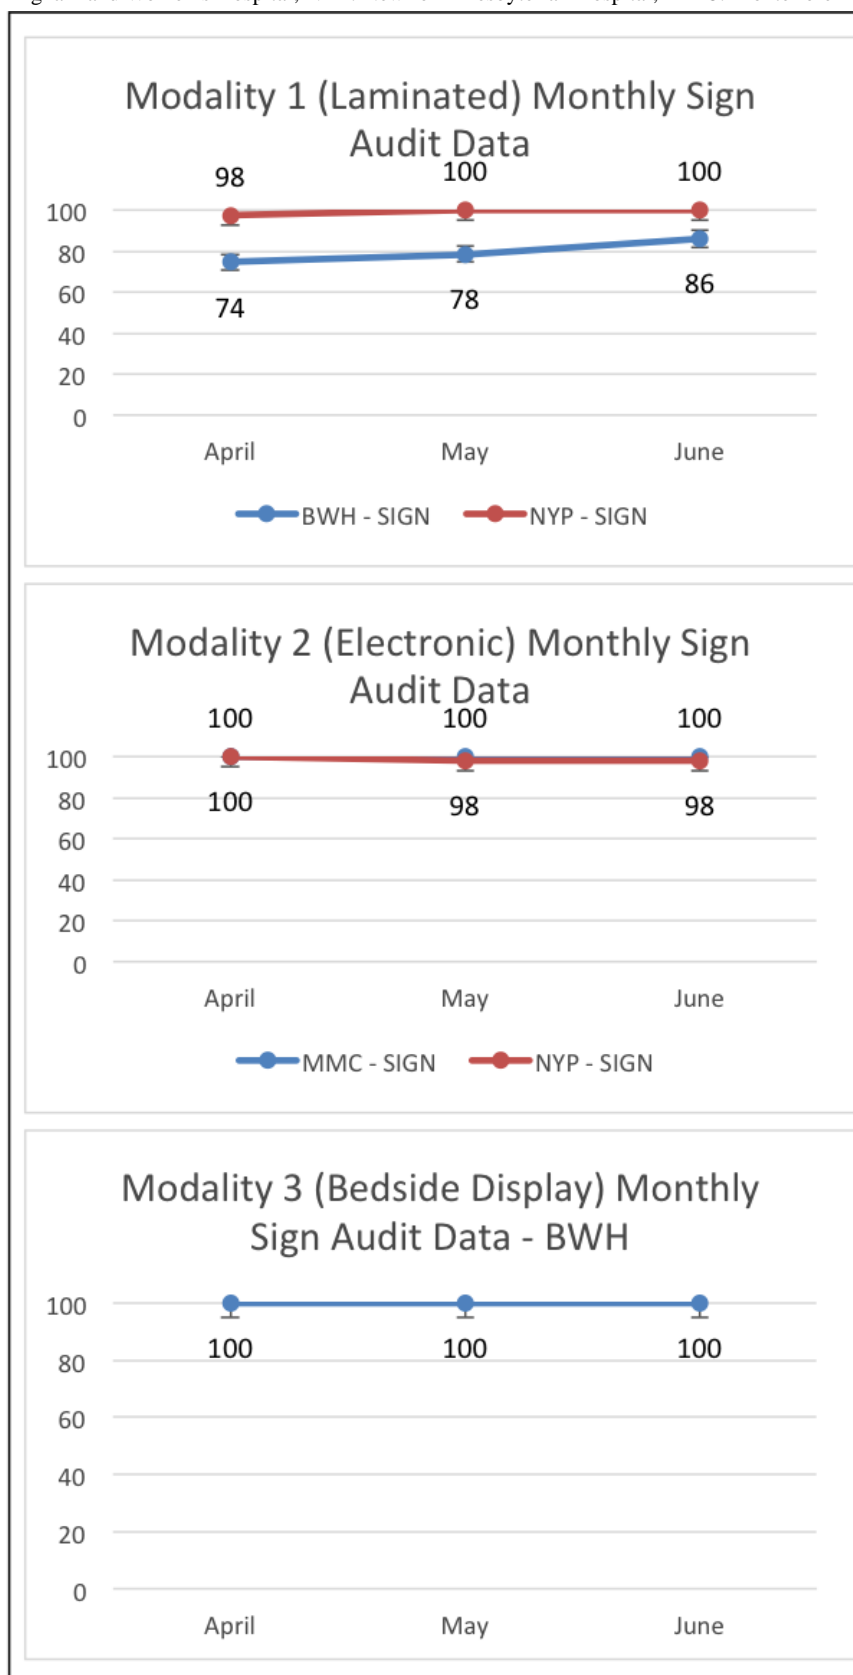 Modality 1 (Laminated) Monthly Sign
Audit Data
98 100 100
100
80
60
40
20
0
74 78 86
April May June
BWH - SIGN NYP - SIGN
Modality 2 (Electronic) Monthly Sign
Audit Data
100 100 100
100
80
60
40
20
0
100 98 98
April May June
MMC - SIGN NYP - SIGN
Modality 3 (Bedside Display) Monthly
Sign Audit Data - BWH
100
80
60
40
20
0
100 100 100
April May June